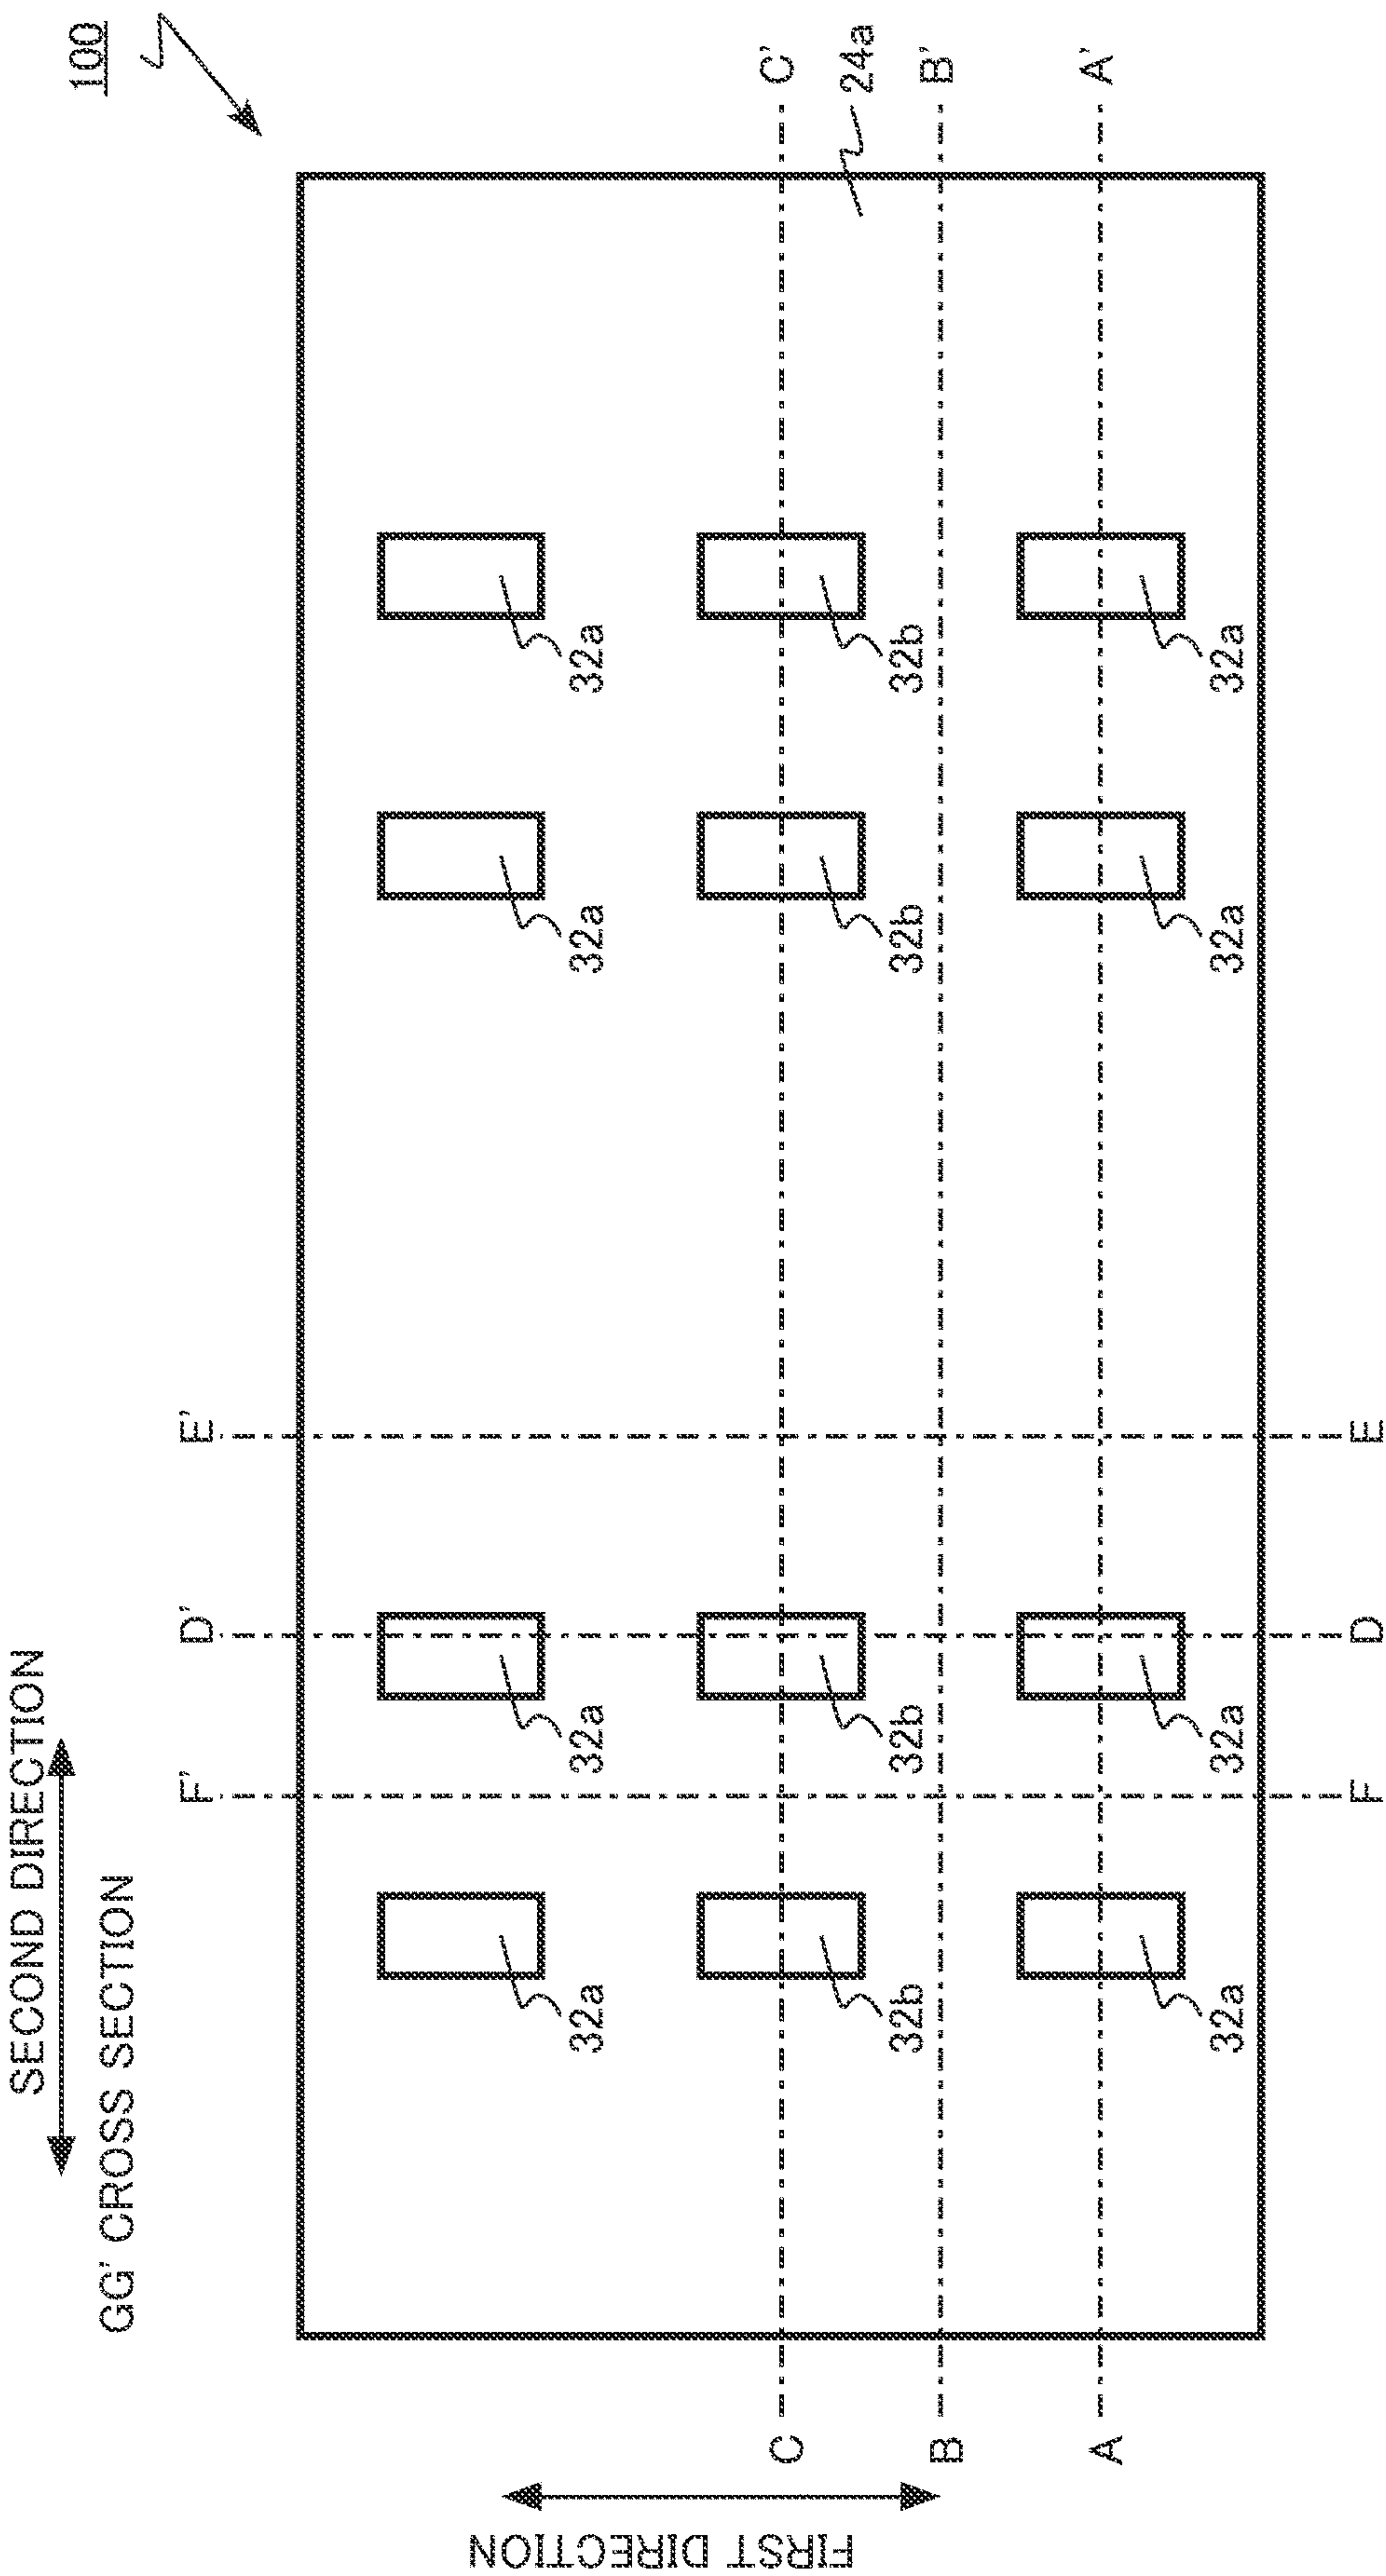 SECOND DIRECTION
100
GG' CROSS SECTION
F'
D'
E'
32a
32a
32a
32a
FIRST DIRECTION
C
C'
24a
32b
32b
32b
32b
B
B'
A
A'
32a
32a
32a
32a
F
D
E